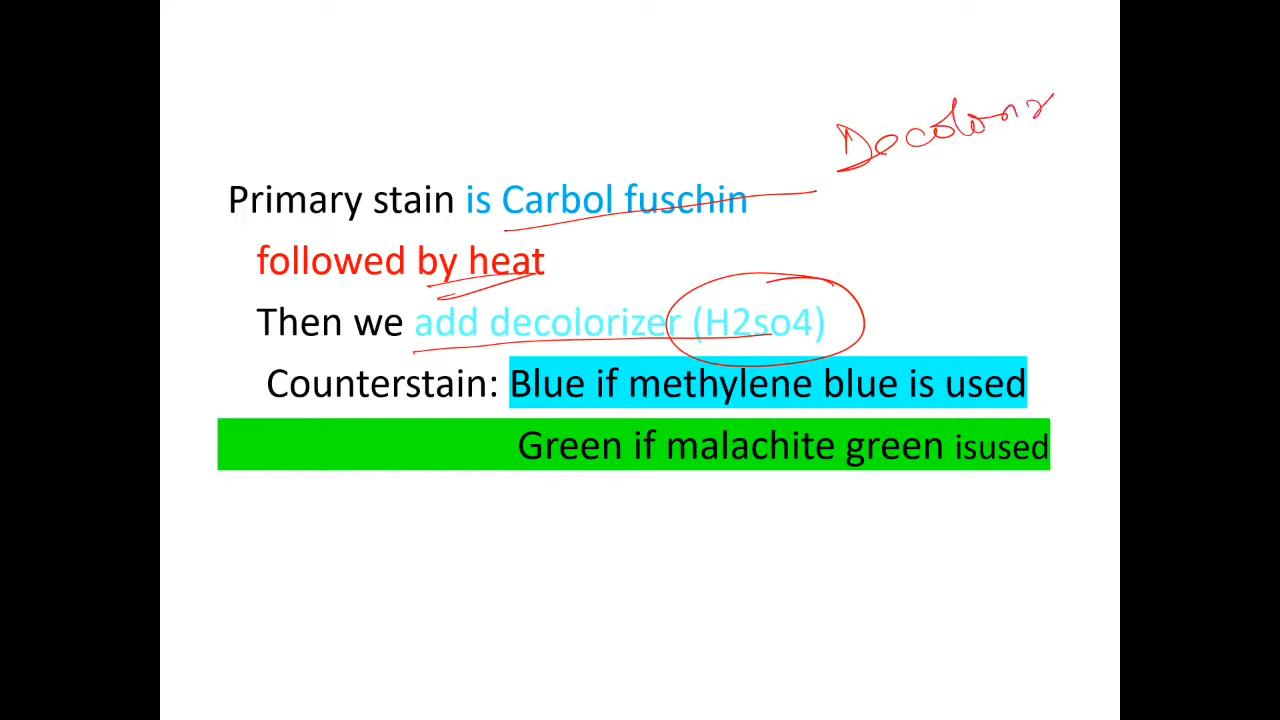 Decoloriz
Primary stain is Carbol fuschin
followed by heat
Then we add decolorizer (H2so4)
Counterstain: Blue if methylene blue is used
Green if malachite green isused